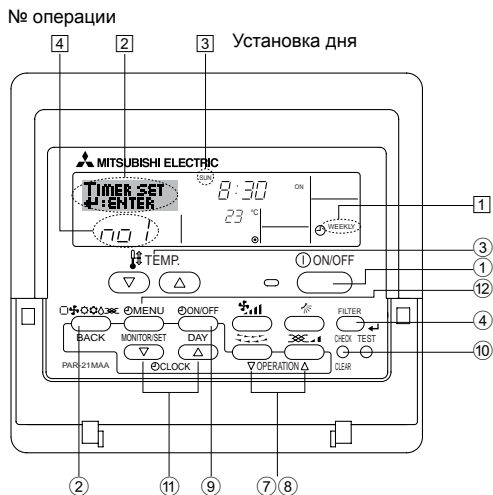 № операции
4 2 3 Установка дня
MITSUBISHI ELECTRIC
TIMER SET
↵:ENTER
SUN
8:30
ON
23 °C
no 1
WEEKLY
1
TEMP.
ON/OFF
3
1
12
MENU ON/OFF FILTER
BACK MONITOR/SET DAY CHECK TEST
4
PAR-21MAA
CLOCK
OPERATION
CLEAR
10
2 11 9 7 8